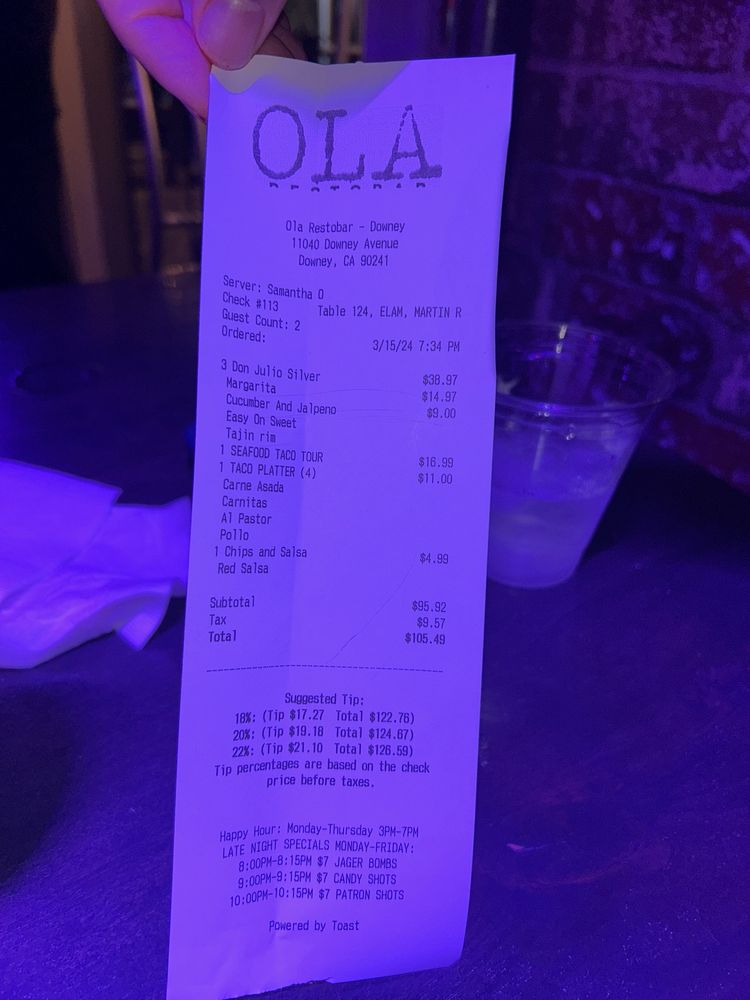 OLA
RESTOBAR
Ola Restobar - Downey
11040 Downey Avenue
Downey, CA 90241
Server: Samantha O
Check #113 Table 124, ELAM, MARTIN R
Guest Count: 2
Ordered: 3/15/24 7:34 PM
3 Don Julio Silver $38.97
Margarita $14.97
Cucumber And Jalpeno $9.00
Easy On Sweet
Tajin rim
1 SEAFOOD TACO TOUR $16.99
1 TACO PLATTER (4) $11.00
Carne Asada
Carnitas
Al Pastor
Pollo
1 Chips and Salsa $4.99
Red Salsa
Subtotal $95.92
Tax $9.57
Total $105.49
Suggested Tip:
18%: (Tip $17.27 Total $122.76)
20%: (Tip $19.18 Total $124.67)
22%: (Tip $21.10 Total $126.59)
Tip percentages are based on the check
price before taxes.
Happy Hour: Monday-Thursday 3PM-7PM
LATE NIGHT SPECIALS MONDAY-FRIDAY:
8:00PM-8:15PM $7 JAGER BOMBS
9:00PM-9:15PM $7 CANDY SHOTS
10:00PM-10:15PM $7 PATRON SHOTS
Powered by Toast